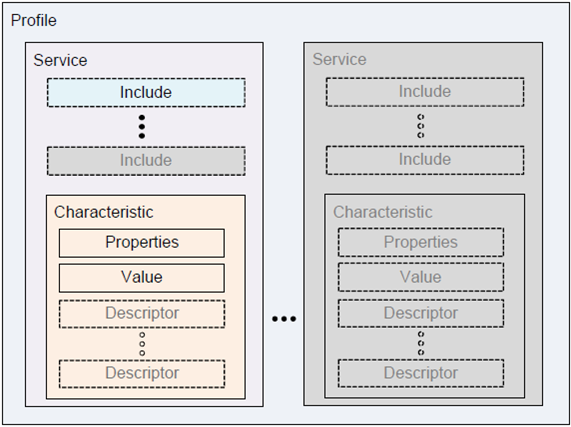 Profile
Service
Include
Include
Characteristic
Properties
Value
Descriptor
Descriptor
Service
Include
Include
Characteristic
Properties
Value
Descriptor
Descriptor